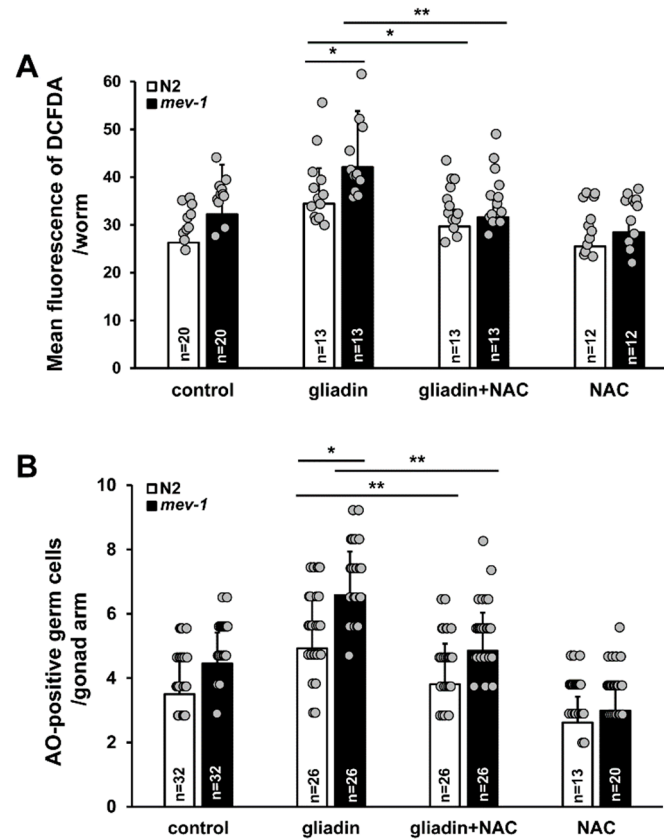 **
*
*
A
N2
mev-1
60
50
40
30
20
10
0
Mean fluorescence of DCFDA
/worm
n=20
n=20
n=13
n=13
n=13
n=13
n=12
n=12
control gliadin gliadin+NAC NAC
B
*
**
**
N2
mev-1
10
8
6
4
2
0
AO-positive germ cells
/gonad arm
n=32
n=32
n=26
n=26
n=26
n=26
n=13
n=20
control gliadin gliadin+NAC NAC